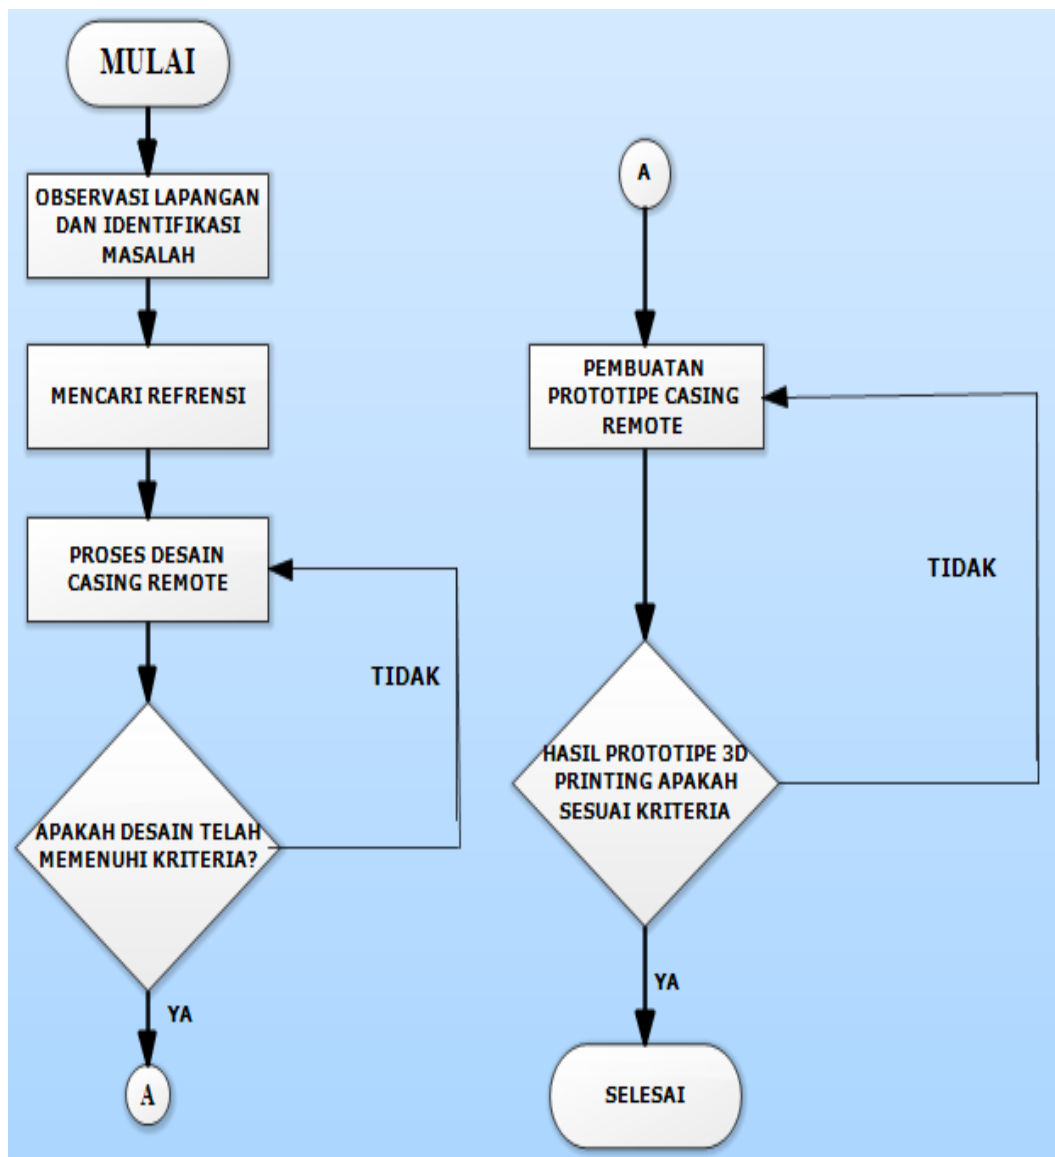 MULAI
OBSERVASI LAPANGAN
DAN IDENTIFIKASI
MASALAH
MENCARI REFRENSI
PROSES DESAIN
CASING REMOTE
TIDAK
APAKAH DESAIN TELAH
MEMENUHI KRITERIA?
YA
A
A
PEMBUATAN
PROTOTIPE CASING
REMOTE
TIDAK
HASIL PROTOTIPE 3D
PRINTING APAKAH
SESUAI KRITERIA
YA
SELESAI